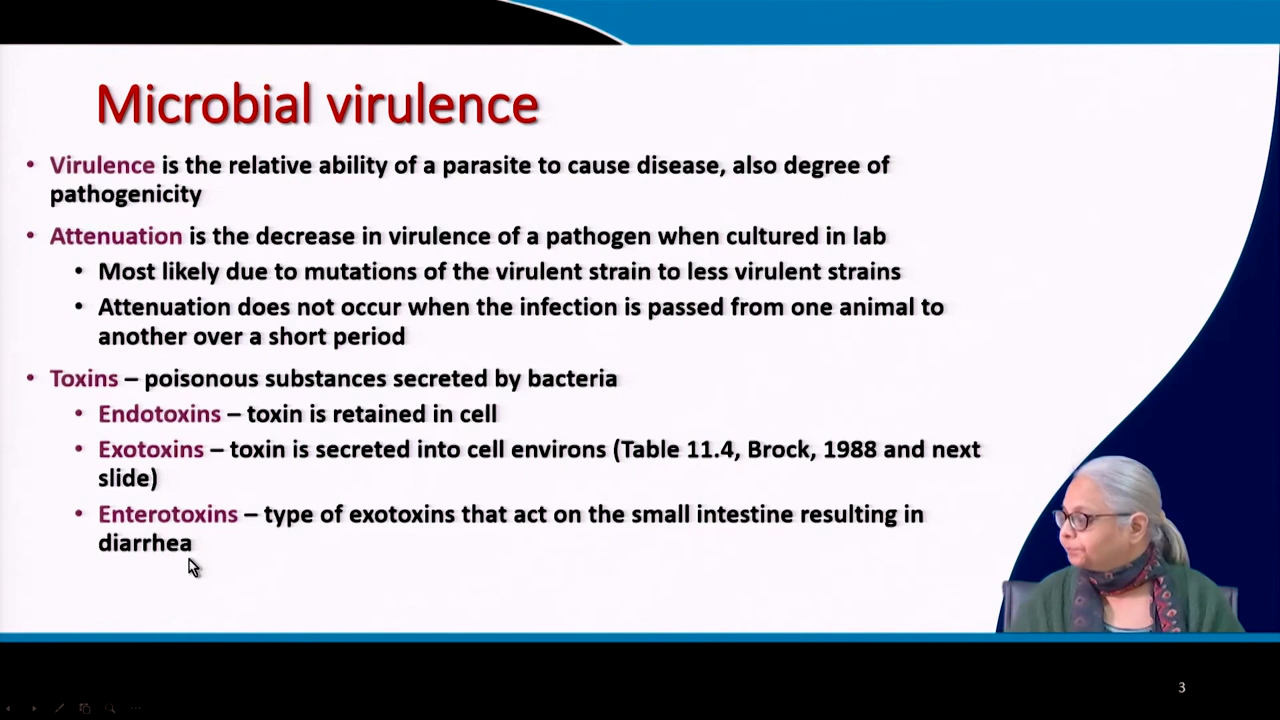 Microbial virulence
• Virulence is the relative ability of a parasite to cause disease, also degree of
pathogenicity
• Attenuation is the decrease in virulence of a pathogen when cultured in lab
• Most likely due to mutations of the virulent strain to less virulent strains
• Attenuation does not occur when the infection is passed from one animal to
another over a short period
• Toxins – poisonous substances secreted by bacteria
• Endotoxins – toxin is retained in cell
• Exotoxins – toxin is secreted into cell environs (Table 11.4, Brock, 1988 and next
slide)
• Enterotoxins – type of exotoxins that act on the small intestine resulting in
diarrhea
3